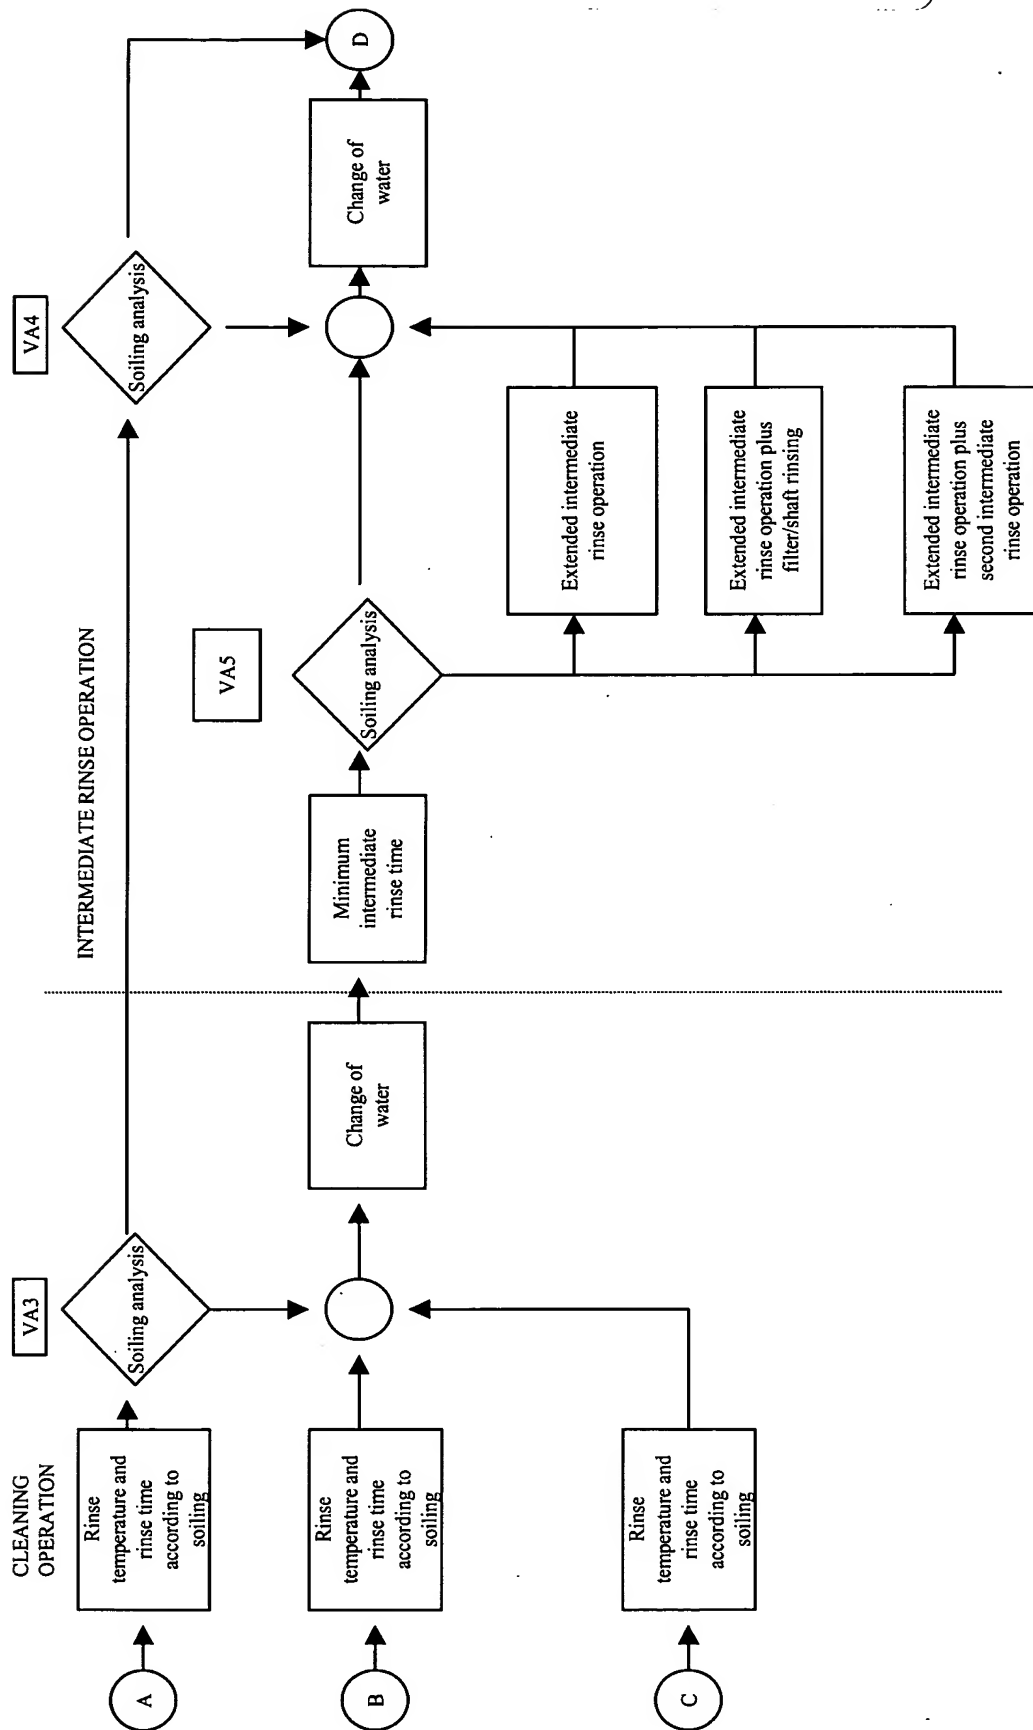 CLEANING
OPERATION
INTERMEDIATE RINSE OPERATION
A
Rinse
temperature and
rinse time
according to
soiling
VA3
Soiling analysis
VA4
Soiling analysis
D
B
Rinse
temperature and
rinse time
according to
soiling
Change of
water
Minimum
intermediate
rinse time
VA5
Soiling analysis
Change of
water
C
Rinse
temperature and
rinse time
according to
soiling
Extended intermediate
rinse operation
Extended intermediate
rinse operation plus
filter/shaft rinsing
Extended intermediate
rinse operation plus
second intermediate
rinse operation